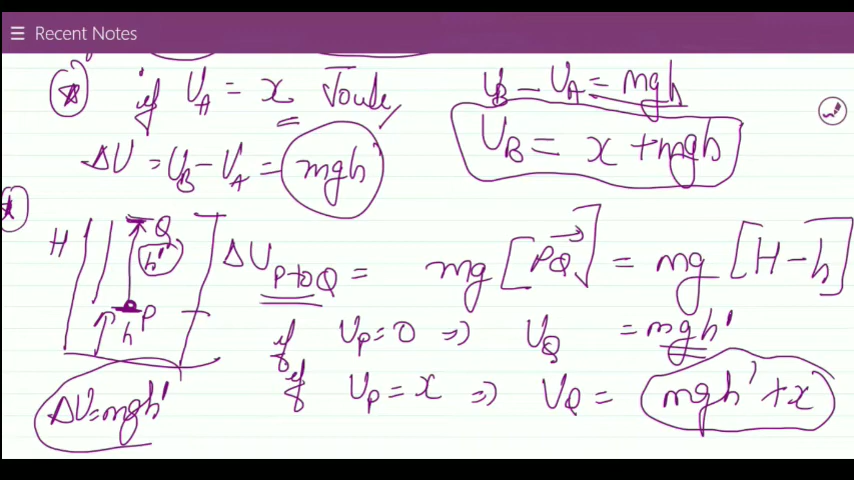 Recent Notes
if U_A = x Joule
U_B - U_A = mgh
ΔU = U_B - U_A = mgh
U_B = x + mgh
H Q h' P h
ΔU_P to Q = mg [PQ] = mg [H - h]
if U_P = 0 ⇒ U_Q = mgh'
if U_P = x ⇒ U_Q = mgh' + x
ΔU = mgh'